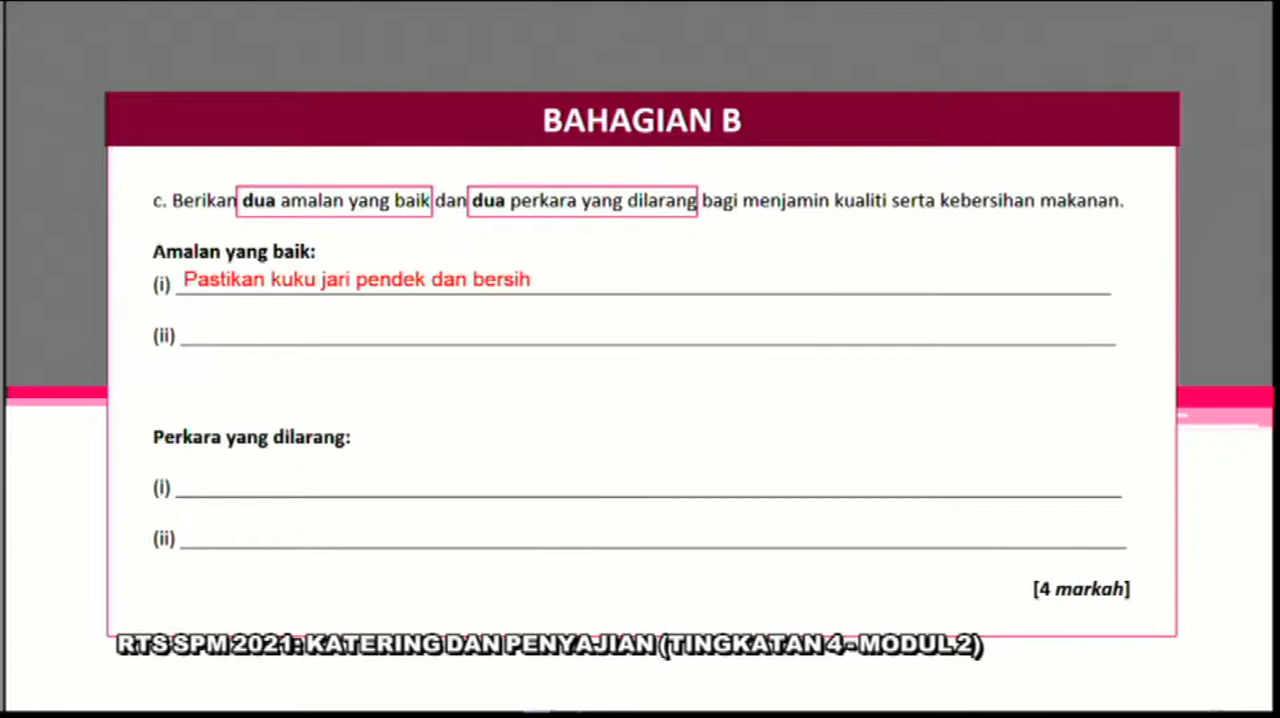 BAHAGIAN B
c. Berikan dua amalan yang baik dan dua perkara yang dilarang bagi menjamin kualiti serta kebersihan makanan.
Amalan yang baik:
(i) Pastikan kuku jari pendek dan bersih
(ii)
Perkara yang dilarang:
(i)
(ii)
[4 markah]
RTS SPM 2021: KATERING DAN PENYAJIAN (TINGKATAN 4 - MODUL 2)